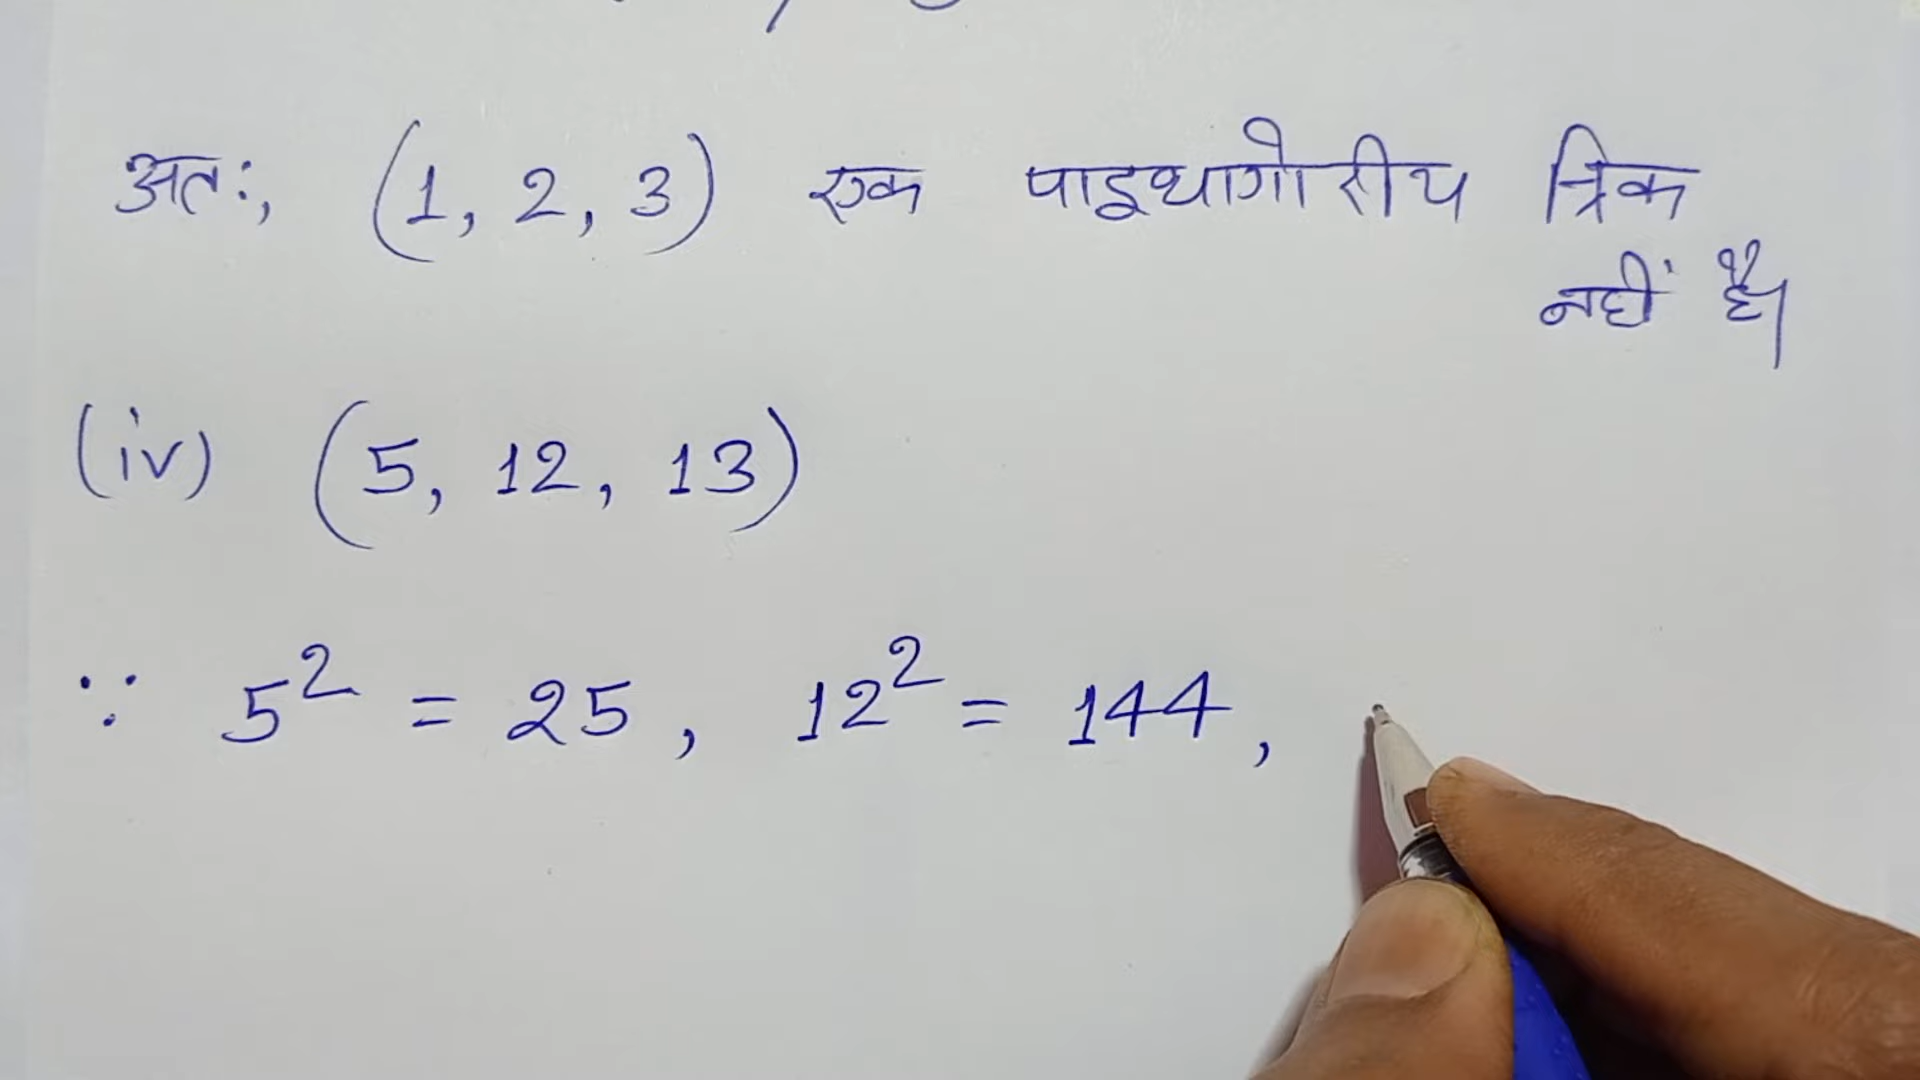 अतः, (1, 2, 3) एक पाइथागोरीय त्रिक
नहीं है।
(iv) (5, 12, 13)
∵ 5² = 25, 12² = 144,